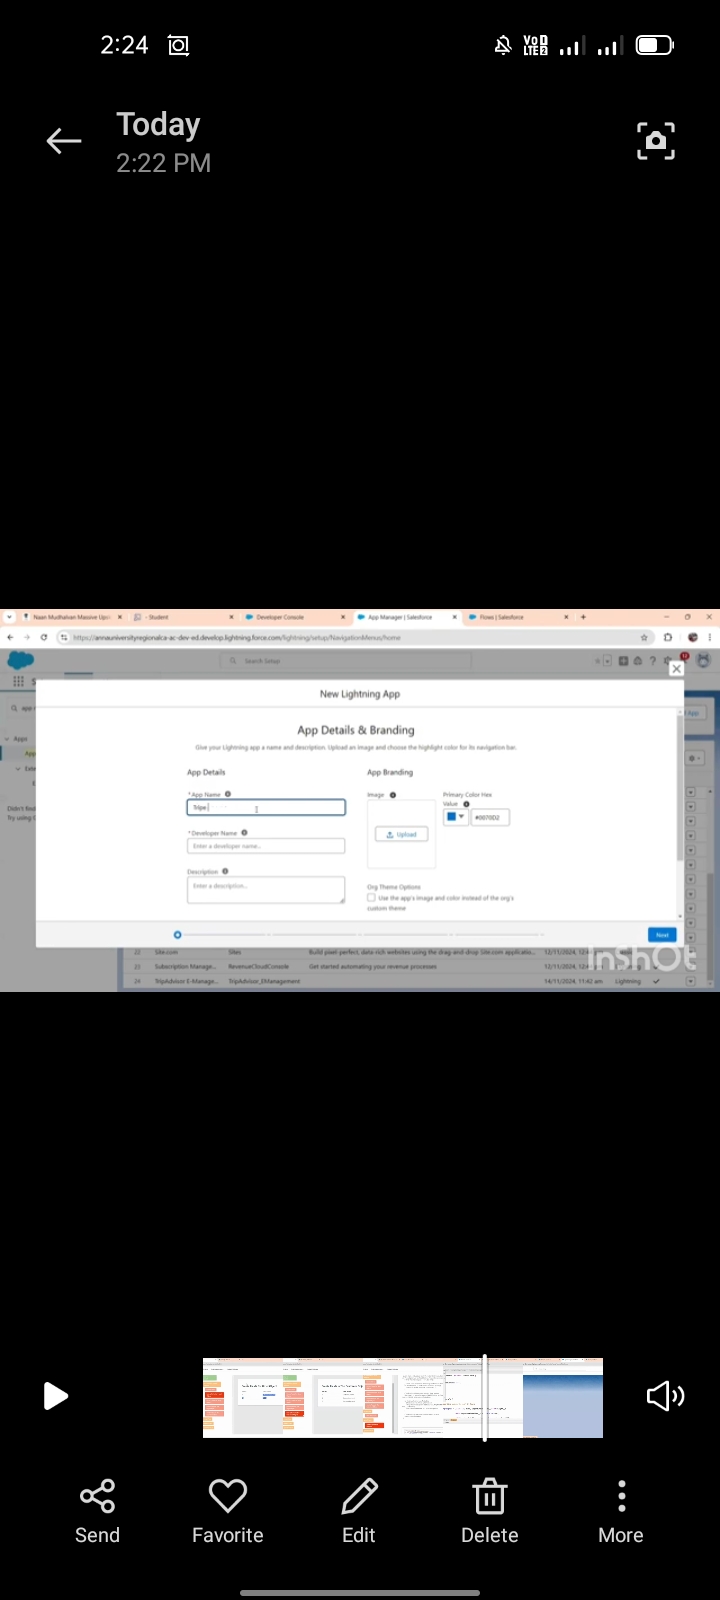 2:24
VoD
LTE2
Today
2:22 PM
Naan Mudhalvan Massive Upo
- Student
Developer Console
App Manager | Salesforce
Flows | Salesforce
https://annauniversityregionalca-ac-dev-ed.develop.lightning.force.com/lightning/setup/NavigationMenus/home
Search Setup
New Lightning App
App Details & Branding
Give your Lightning app a name and description. Upload an image and choose the highlight color for its navigation bar.
App Details
App Branding
*App Name
Tripe
Image
Primary Color Hex
Value
#0070D2
Upload
*Developer Name
Enter a developer name...
Description
Enter a description...
Org Theme Options
Use the app's image and color instead of the org's
custom theme
Next
Apps
Didn't find
Try using
22 Site.com Sites Build pixel-perfect, data-rich websites using the drag-and-drop Site.com applicatio... 12/11/2024, 12:
23 Subscription Manage... RevenueCloudConsole Get started automating your revenue processes 12/11/2024, 12:
24 TripAdvisor E-Manage... TripAdvisor_EManagement 14/11/2024, 11:42 am Lightning
InShOt
Send
Favorite
Edit
Delete
More